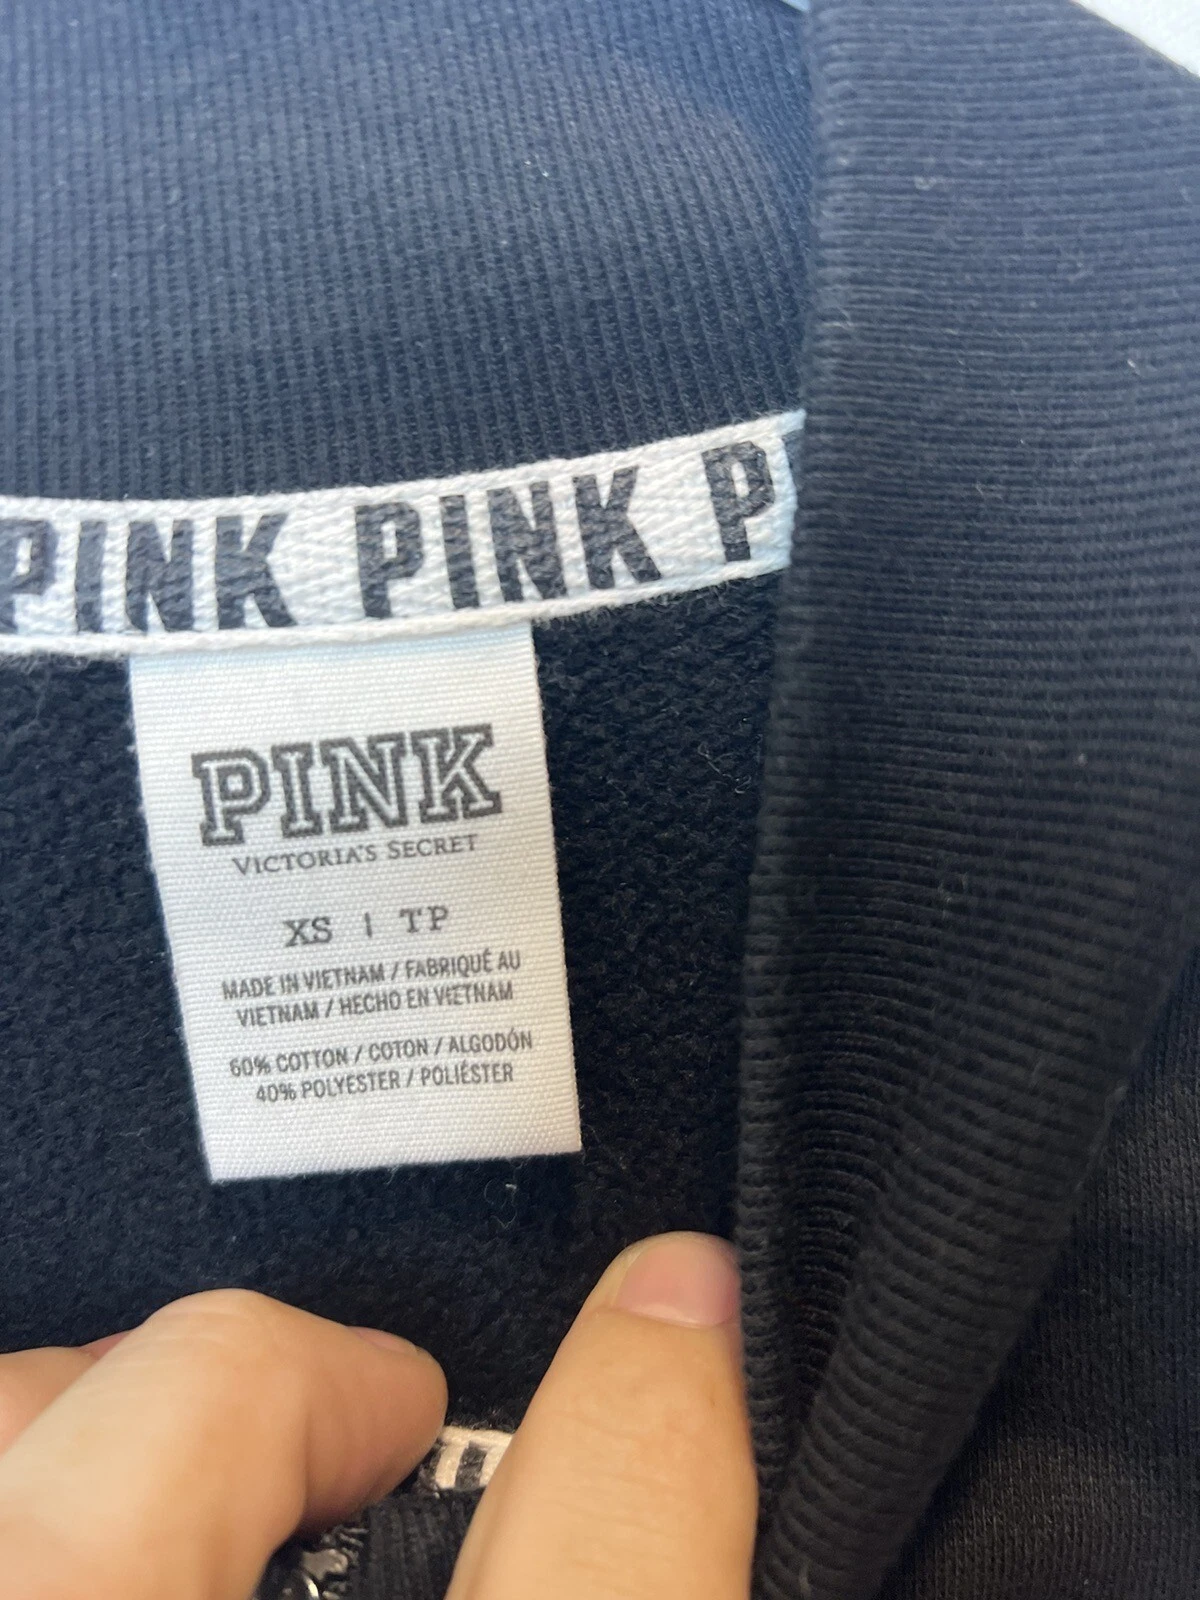 PINK PINK P
PINK
VICTORIA'S SECRET
XS | TP
MADE IN VIETNAM / FABRIQUÉ AU
VIETNAM / HECHO EN VIETNAM
60% COTTON / COTON / ALGODÓN
40% POLYESTER / POLIÉSTER